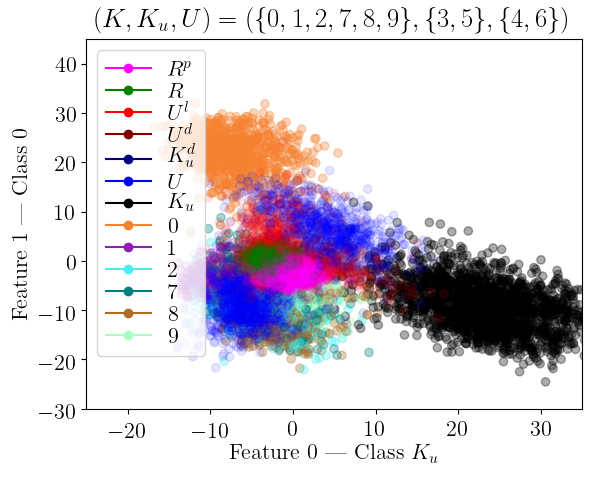 (K, K_u, U) = ({0, 1, 2, 7, 8, 9}, {3, 5}, {4, 6})
Feature 1 — Class 0
40
30
20
10
0
−10
−20
−30
R^p
R
U^l
U^d
K_u^d
U
K_u
0
1
2
7
8
9
−20 −10 0 10 20 30
Feature 0 — Class K_u